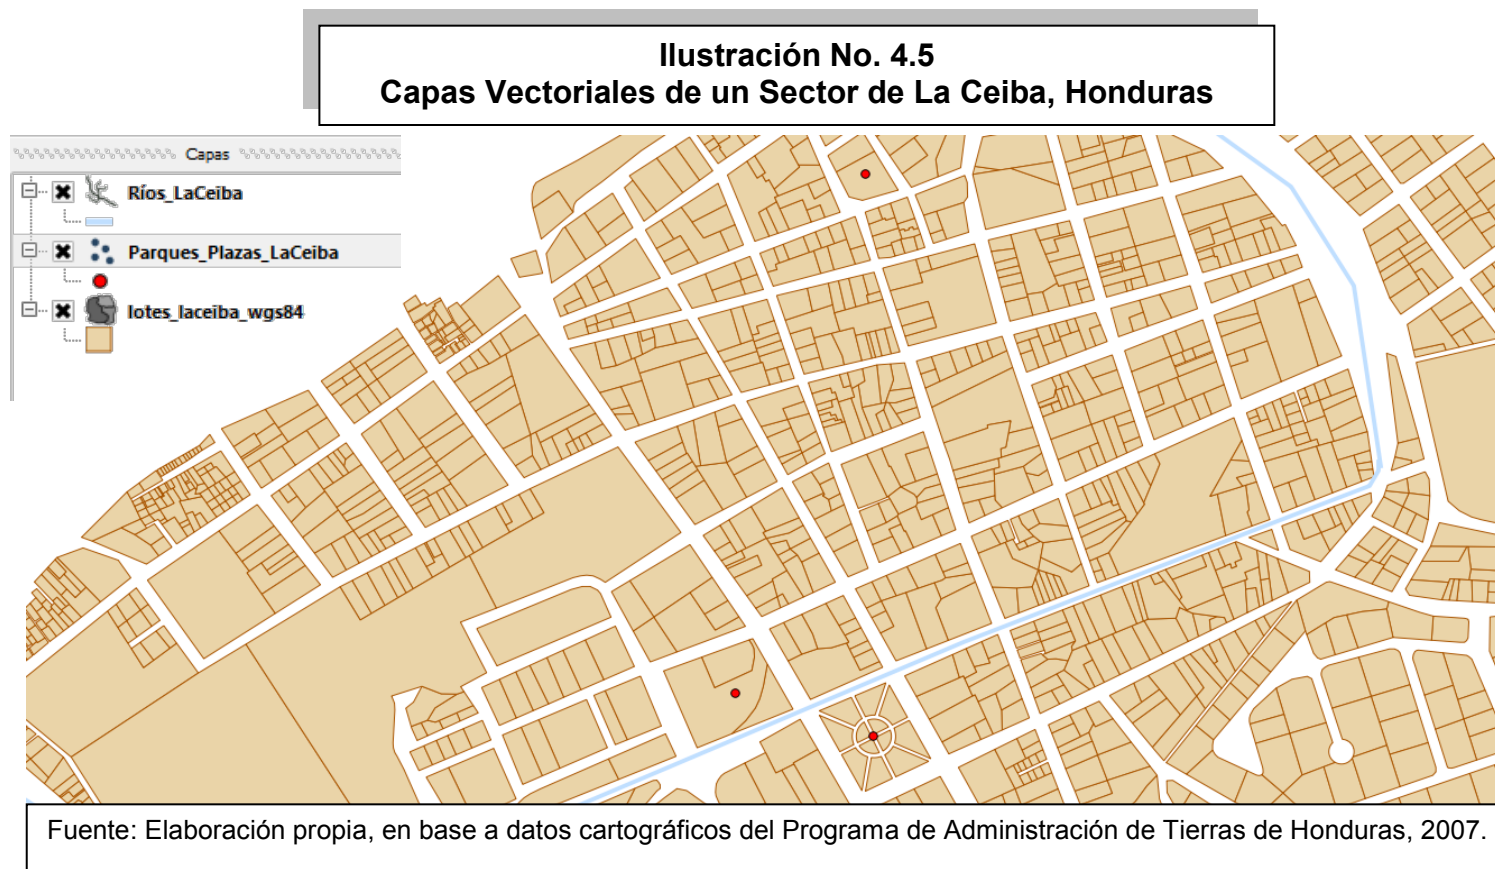 Ilustración No. 4.5
Capas Vectoriales de un Sector de La Ceiba, Honduras
Capas
Ríos_LaCeiba
Parques_Plazas_LaCeiba
lotes_laceiba_wgs84
Fuente: Elaboración propia, en base a datos cartográficos del Programa de Administración de Tierras de Honduras, 2007.